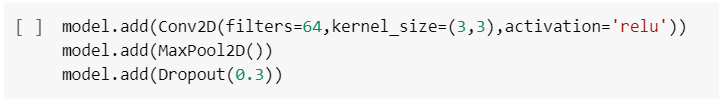 [ ] model.add(Conv2D(filters=64,kernel_size=(3,3),activation='relu'))
model.add(MaxPool2D())
model.add(Dropout(0.3))